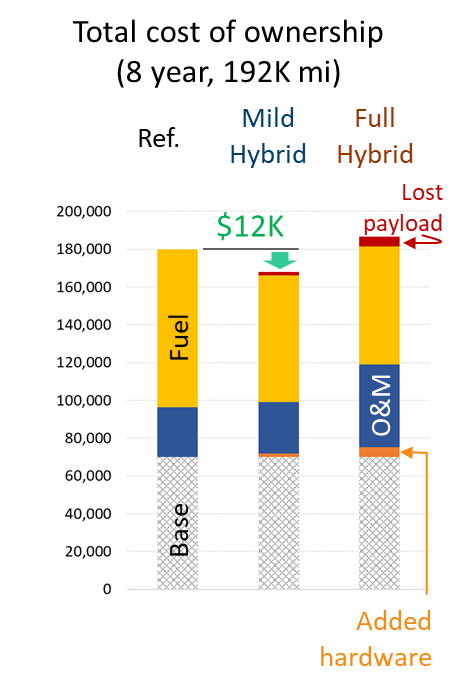 Total cost of ownership
(8 year, 192K mi)
Ref.
Mild
Hybrid
Full
Hybrid
Lost
payload
$12K
200,000
180,000
160,000
140,000
120,000
100,000
80,000
60,000
40,000
20,000
0
Fuel
Base
O&M
Added
hardware